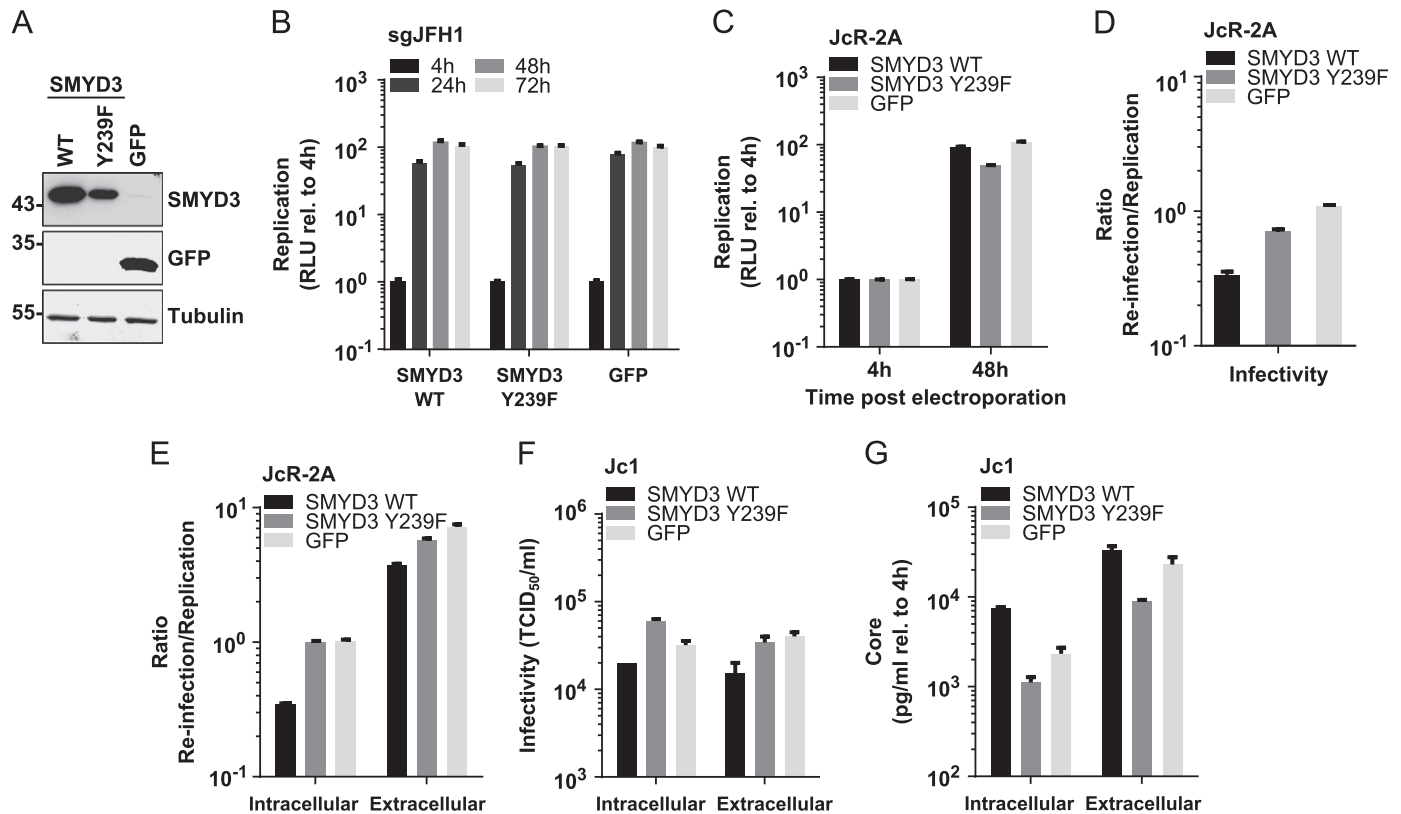 A
SMYD3
WT
Y239F
GFP
43
SMYD3
35
GFP
55
Tubulin
B
sgJFH1
4h 48h
24h 72h
Replication
(RLU rel. to 4h)
10³
10²
10¹
10⁰
10⁻¹
SMYD3 SMYD3 GFP
WT Y239F
C
JcR-2A
SMYD3 WT
SMYD3 Y239F
GFP
Replication
(RLU rel. to 4h)
10³
10²
10¹
10⁰
10⁻¹
4h 48h
Time post electroporation
D
JcR-2A
SMYD3 WT
SMYD3 Y239F
GFP
Ratio
Re-infection/Replication
10¹
10⁰
10⁻¹
Infectivity
E
JcR-2A
SMYD3 WT
SMYD3 Y239F
GFP
Ratio
Re-infection/Replication
10¹
10⁰
10⁻¹
Intracellular Extracellular
F
Jc1
SMYD3 WT
SMYD3 Y239F
GFP
Infectivity (TCID₅₀/ml)
10⁶
10⁵
10⁴
10³
Intracellular Extracellular
G
Jc1
SMYD3 WT
SMYD3 Y239F
GFP
Core
(pg/ml rel. to 4h)
10⁵
10⁴
10³
10²
Intracellular Extracellular